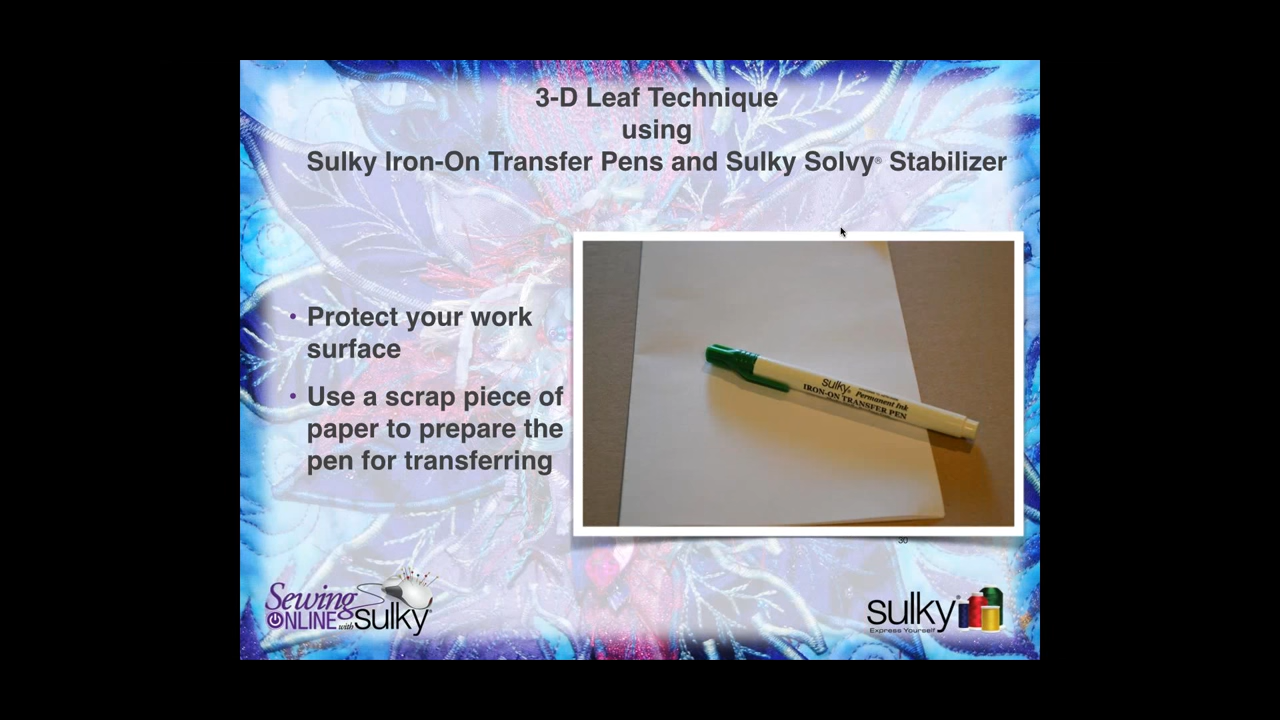 3-D Leaf Technique
using
Sulky Iron-On Transfer Pens and Sulky Solvy® Stabilizer
• Protect your work
surface
• Use a scrap piece of
paper to prepare the
pen for transferring
sulky®
Permanent Ink
IRON-ON TRANSFER PEN
30
Sewing
ONLINE with sulky®
sulky®
Express Yourself